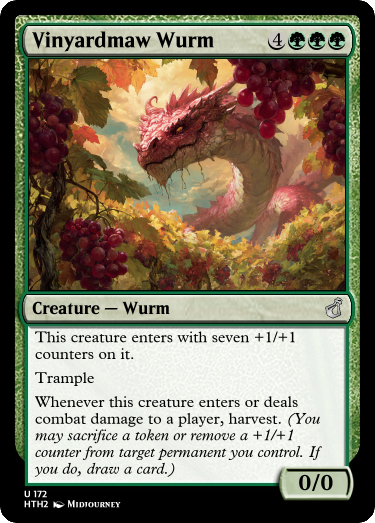 Vinyardmaw Wurm 4
Creature — Wurm
This creature enters with seven +1/+1
counters on it.
Trample
Whenever this creature enters or deals
combat damage to a player, harvest. (You
may sacrifice a token or remove a +1/+1
counter from target permanent you control. If
you do, draw a card.)
0/0
U 172
HTH2 Midjourney